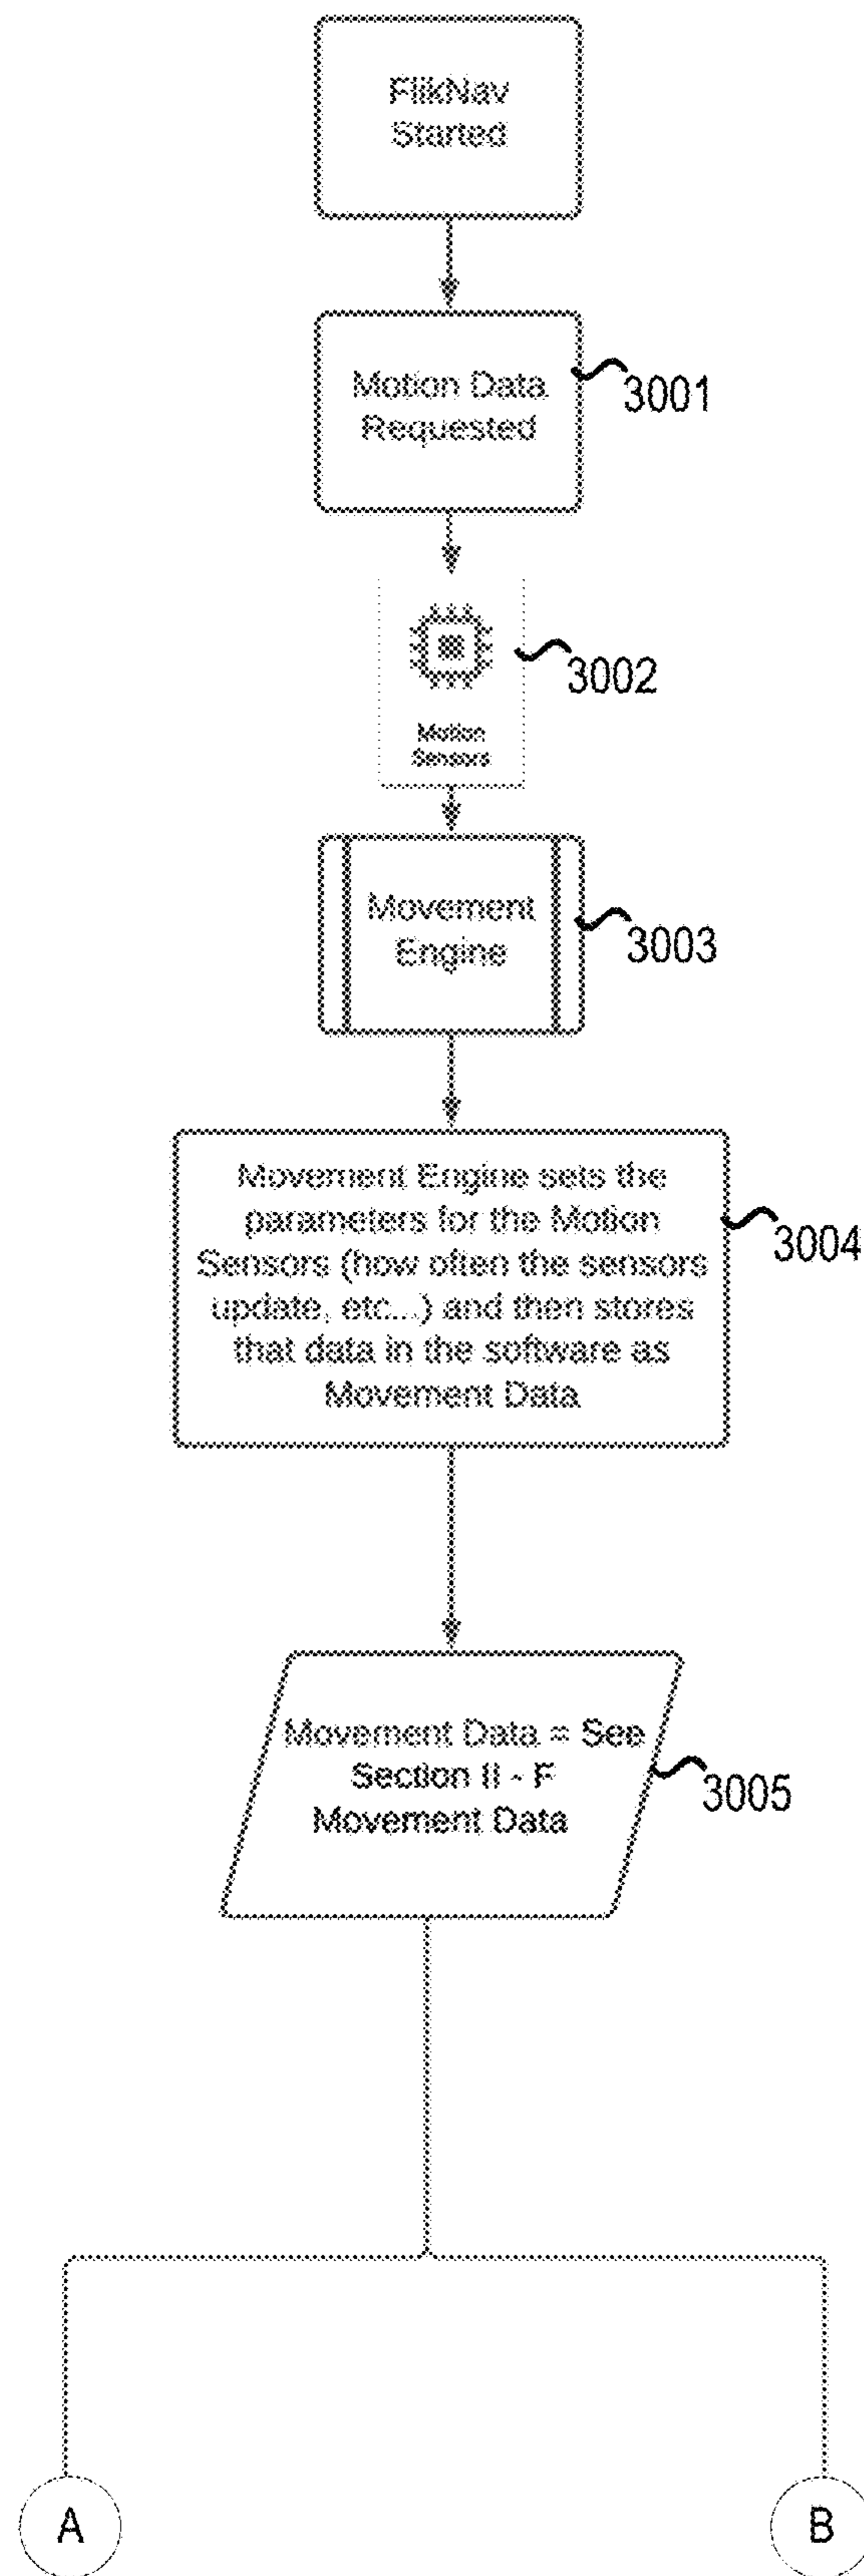 FlikNav
Started
Motion Data
Requested
3001
3002
Motion
Sensors
Movement
Engine
3003
Movement Engine sets the
parameters for the Motion
Sensors (how often the sensors
update, etc...) and then stores
that data in the software as
Movement Data
3004
Movement Data = See
Section II - F
Movement Data
3005
A
B